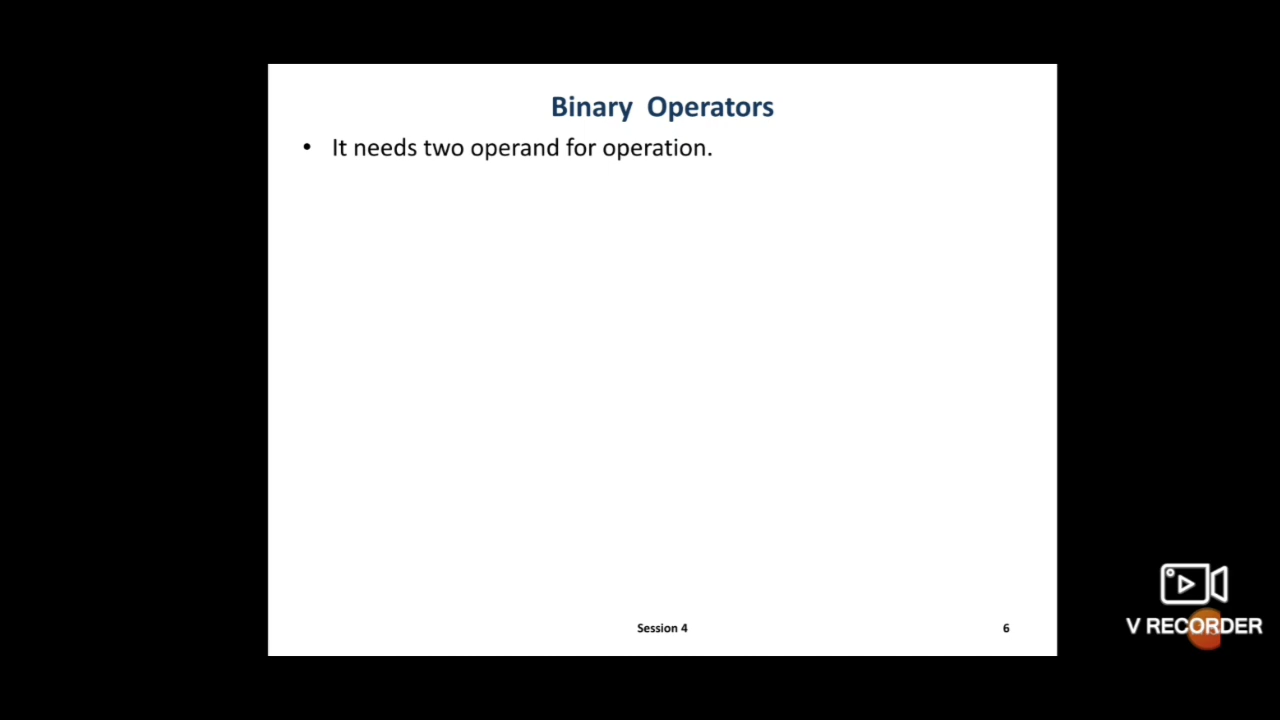 Binary Operators
• It needs two operand for operation.
Session 4
6
V RECORDER